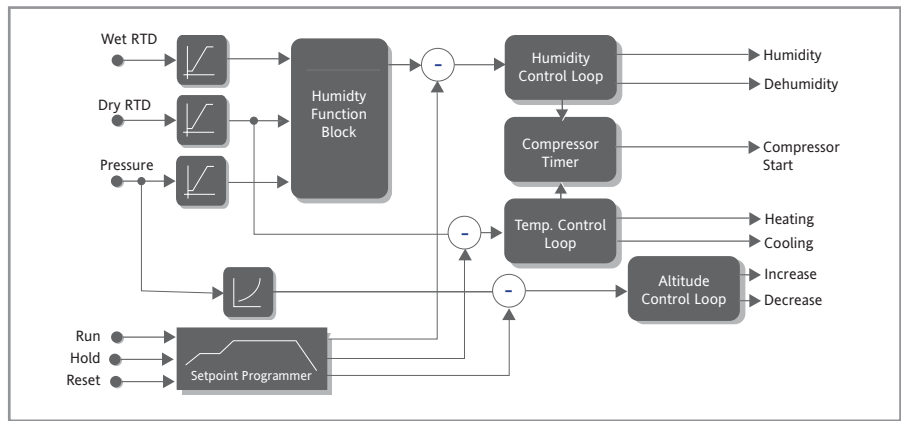 Wet RTD
Dry RTD
Pressure
Humidty
Function
Block
-
Humidity
Control Loop
Humidity
Dehumidity
Compressor
Timer
Compressor
Start
-
Temp. Control
Loop
Heating
Cooling
-
Altitude
Control Loop
Increase
Decrease
Run
Hold
Reset
Setpoint Programmer